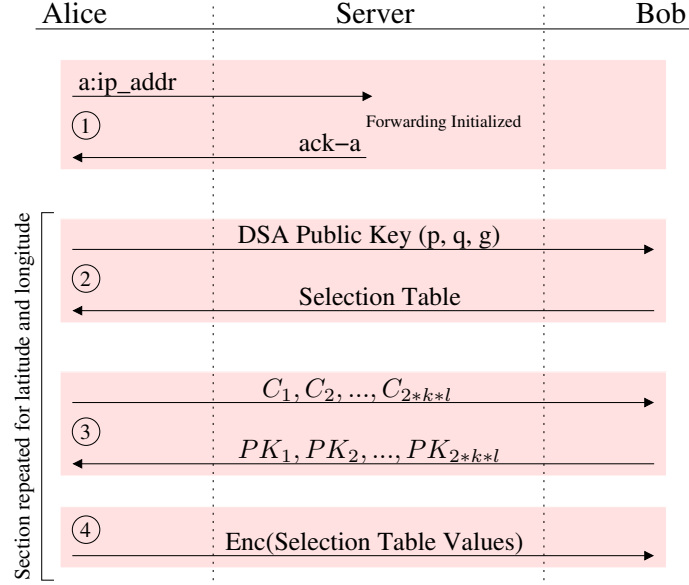 Alice Server Bob
a:ip_addr
1
Forwarding Initialized
ack−a
Section repeated for latitude and longitude
DSA Public Key (p, q, g)
2
Selection Table
C₁, C₂, ..., C₂*ₖ*ₗ
3
PK₁, PK₂, ..., PK₂*ₖ*ₗ
4
Enc(Selection Table Values)